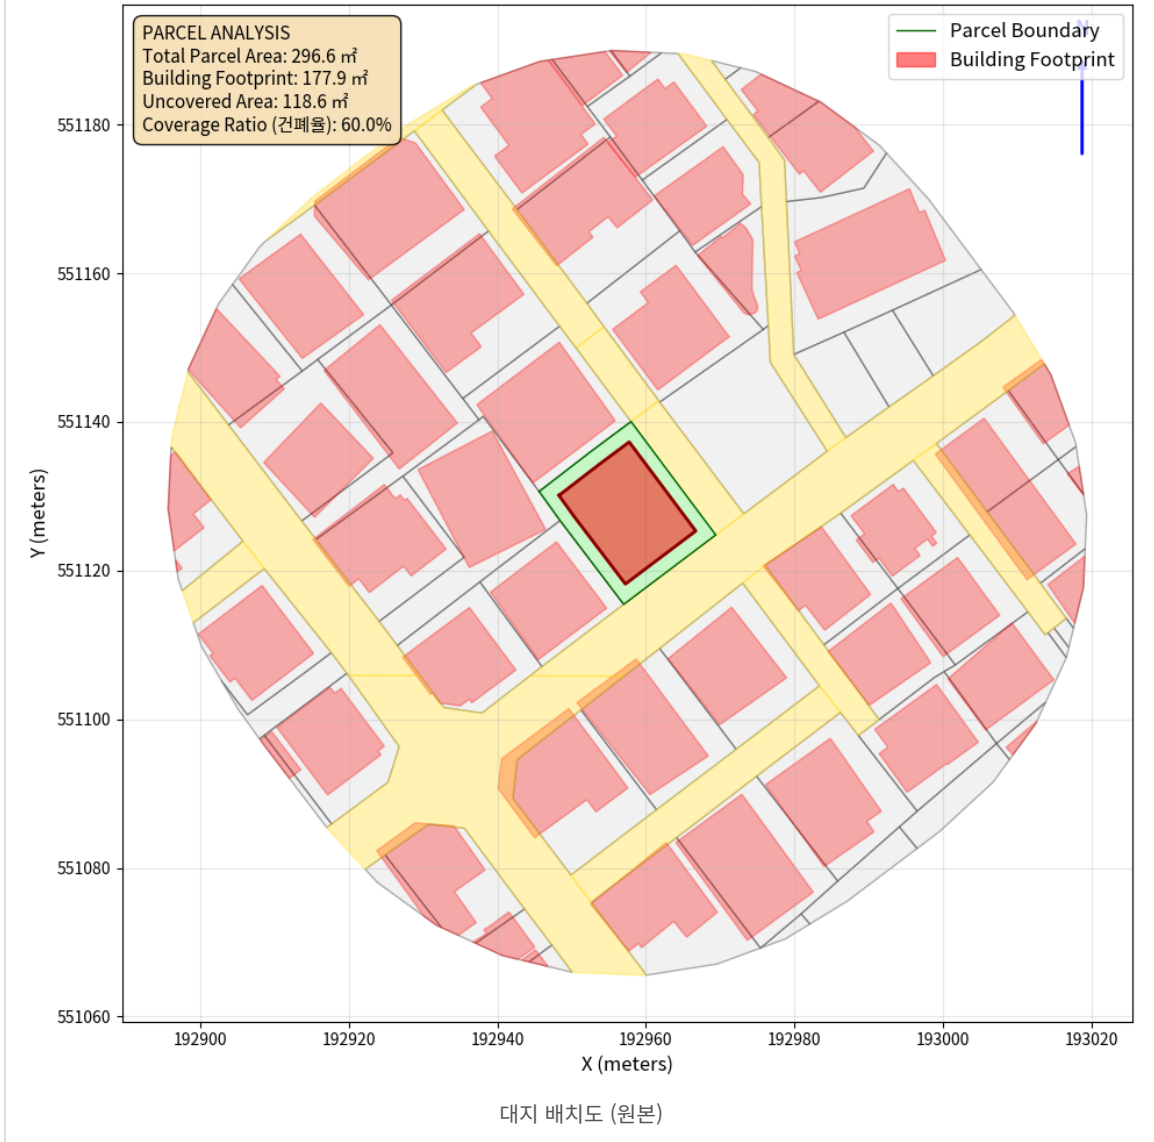 PARCEL ANALYSIS
Total Parcel Area: 296.6 ㎡
Building Footprint: 177.9 ㎡
Uncovered Area: 118.6 ㎡
Coverage Ratio (건폐율): 60.0%
Parcel Boundary
Building Footprint
N
551180
551160
551140
551120
551100
551080
551060
Y (meters)
192900 192920 192940 192960 192980 193000 193020
X (meters)
대지 배치도 (원본)